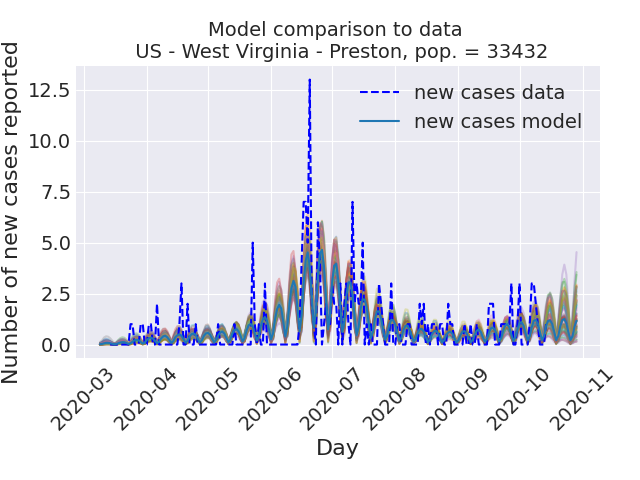 Model comparison to data
US - West Virginia - Preston, pop. = 33432
Number of new cases reported
12.5
10.0
7.5
5.0
2.5
0.0
new cases data
new cases model
2020-03
2020-04
2020-05
2020-06
2020-07
2020-08
2020-09
2020-10
2020-11
Day